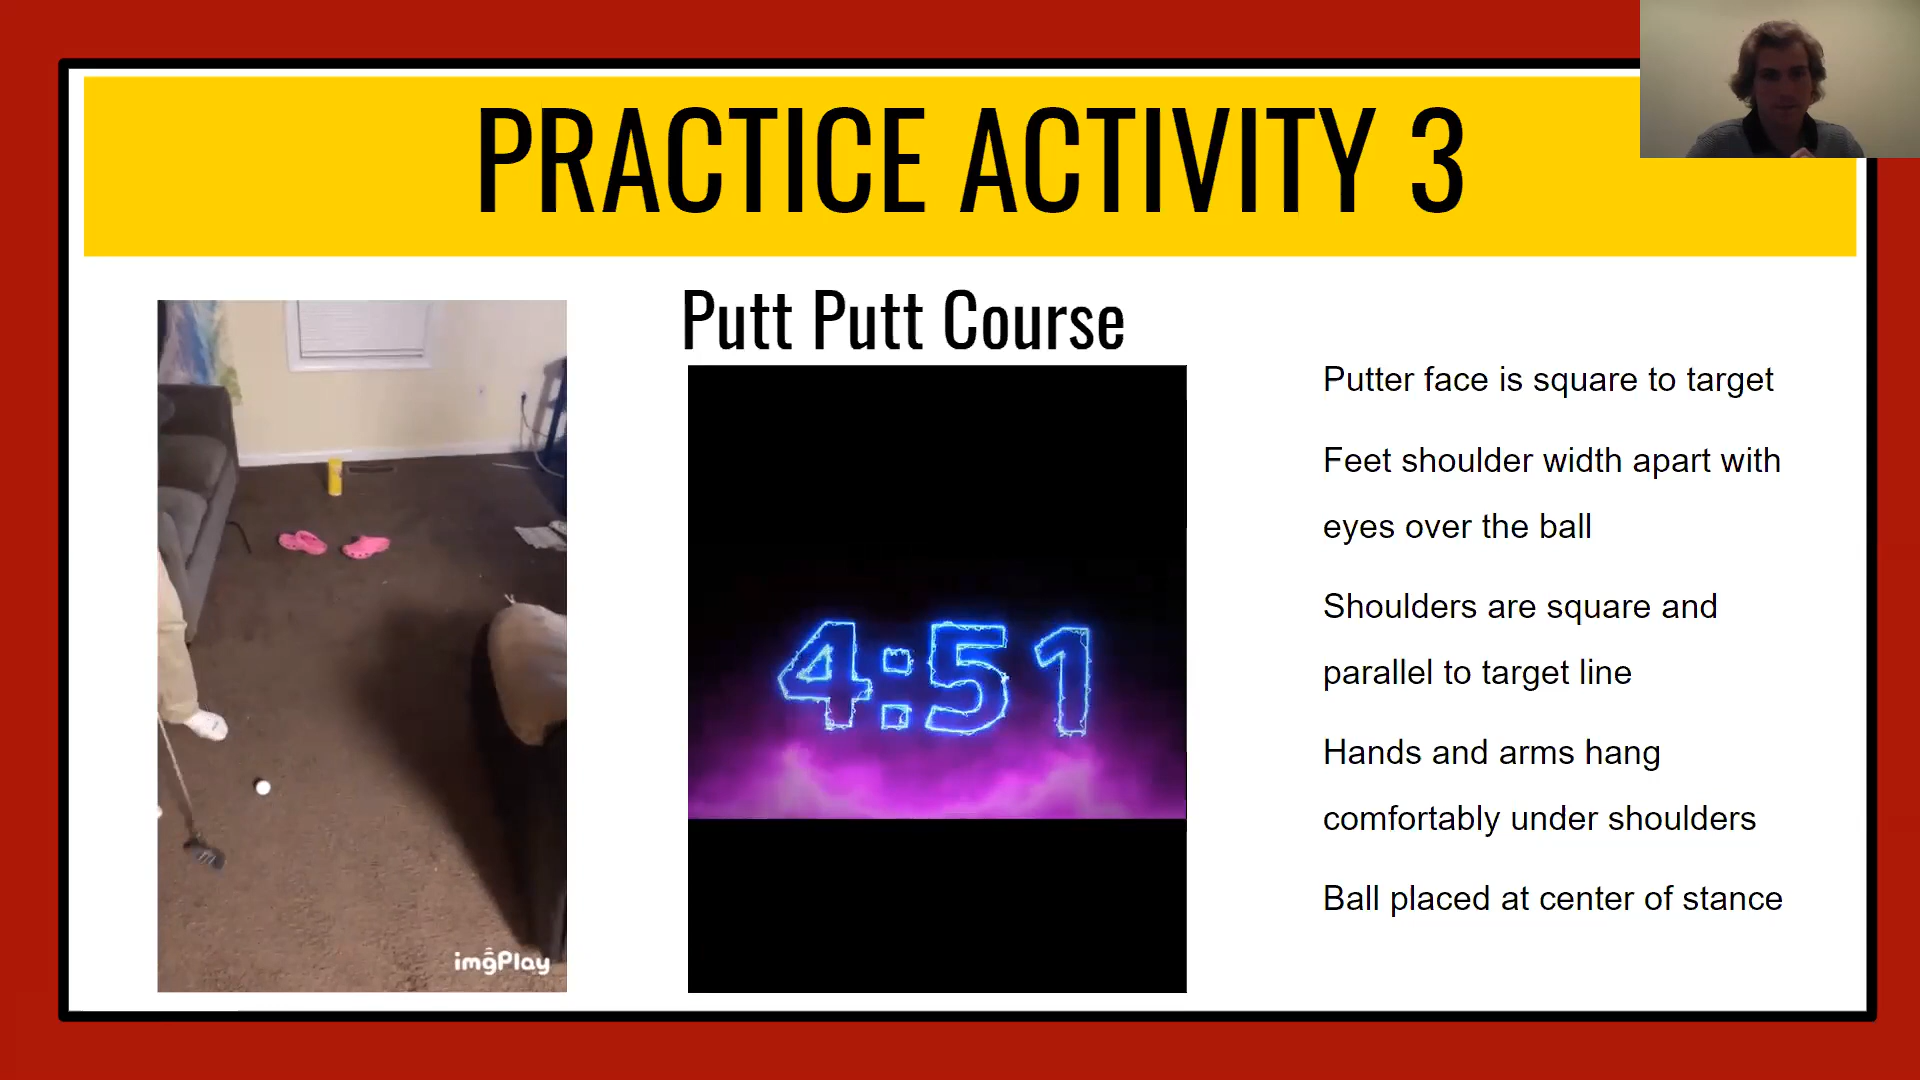 PRACTICE ACTIVITY 3
Putt Putt Course
4:51
Putter face is square to target
Feet shoulder width apart with
eyes over the ball
Shoulders are square and
parallel to target line
Hands and arms hang
comfortably under shoulders
Ball placed at center of stance
imgPlay